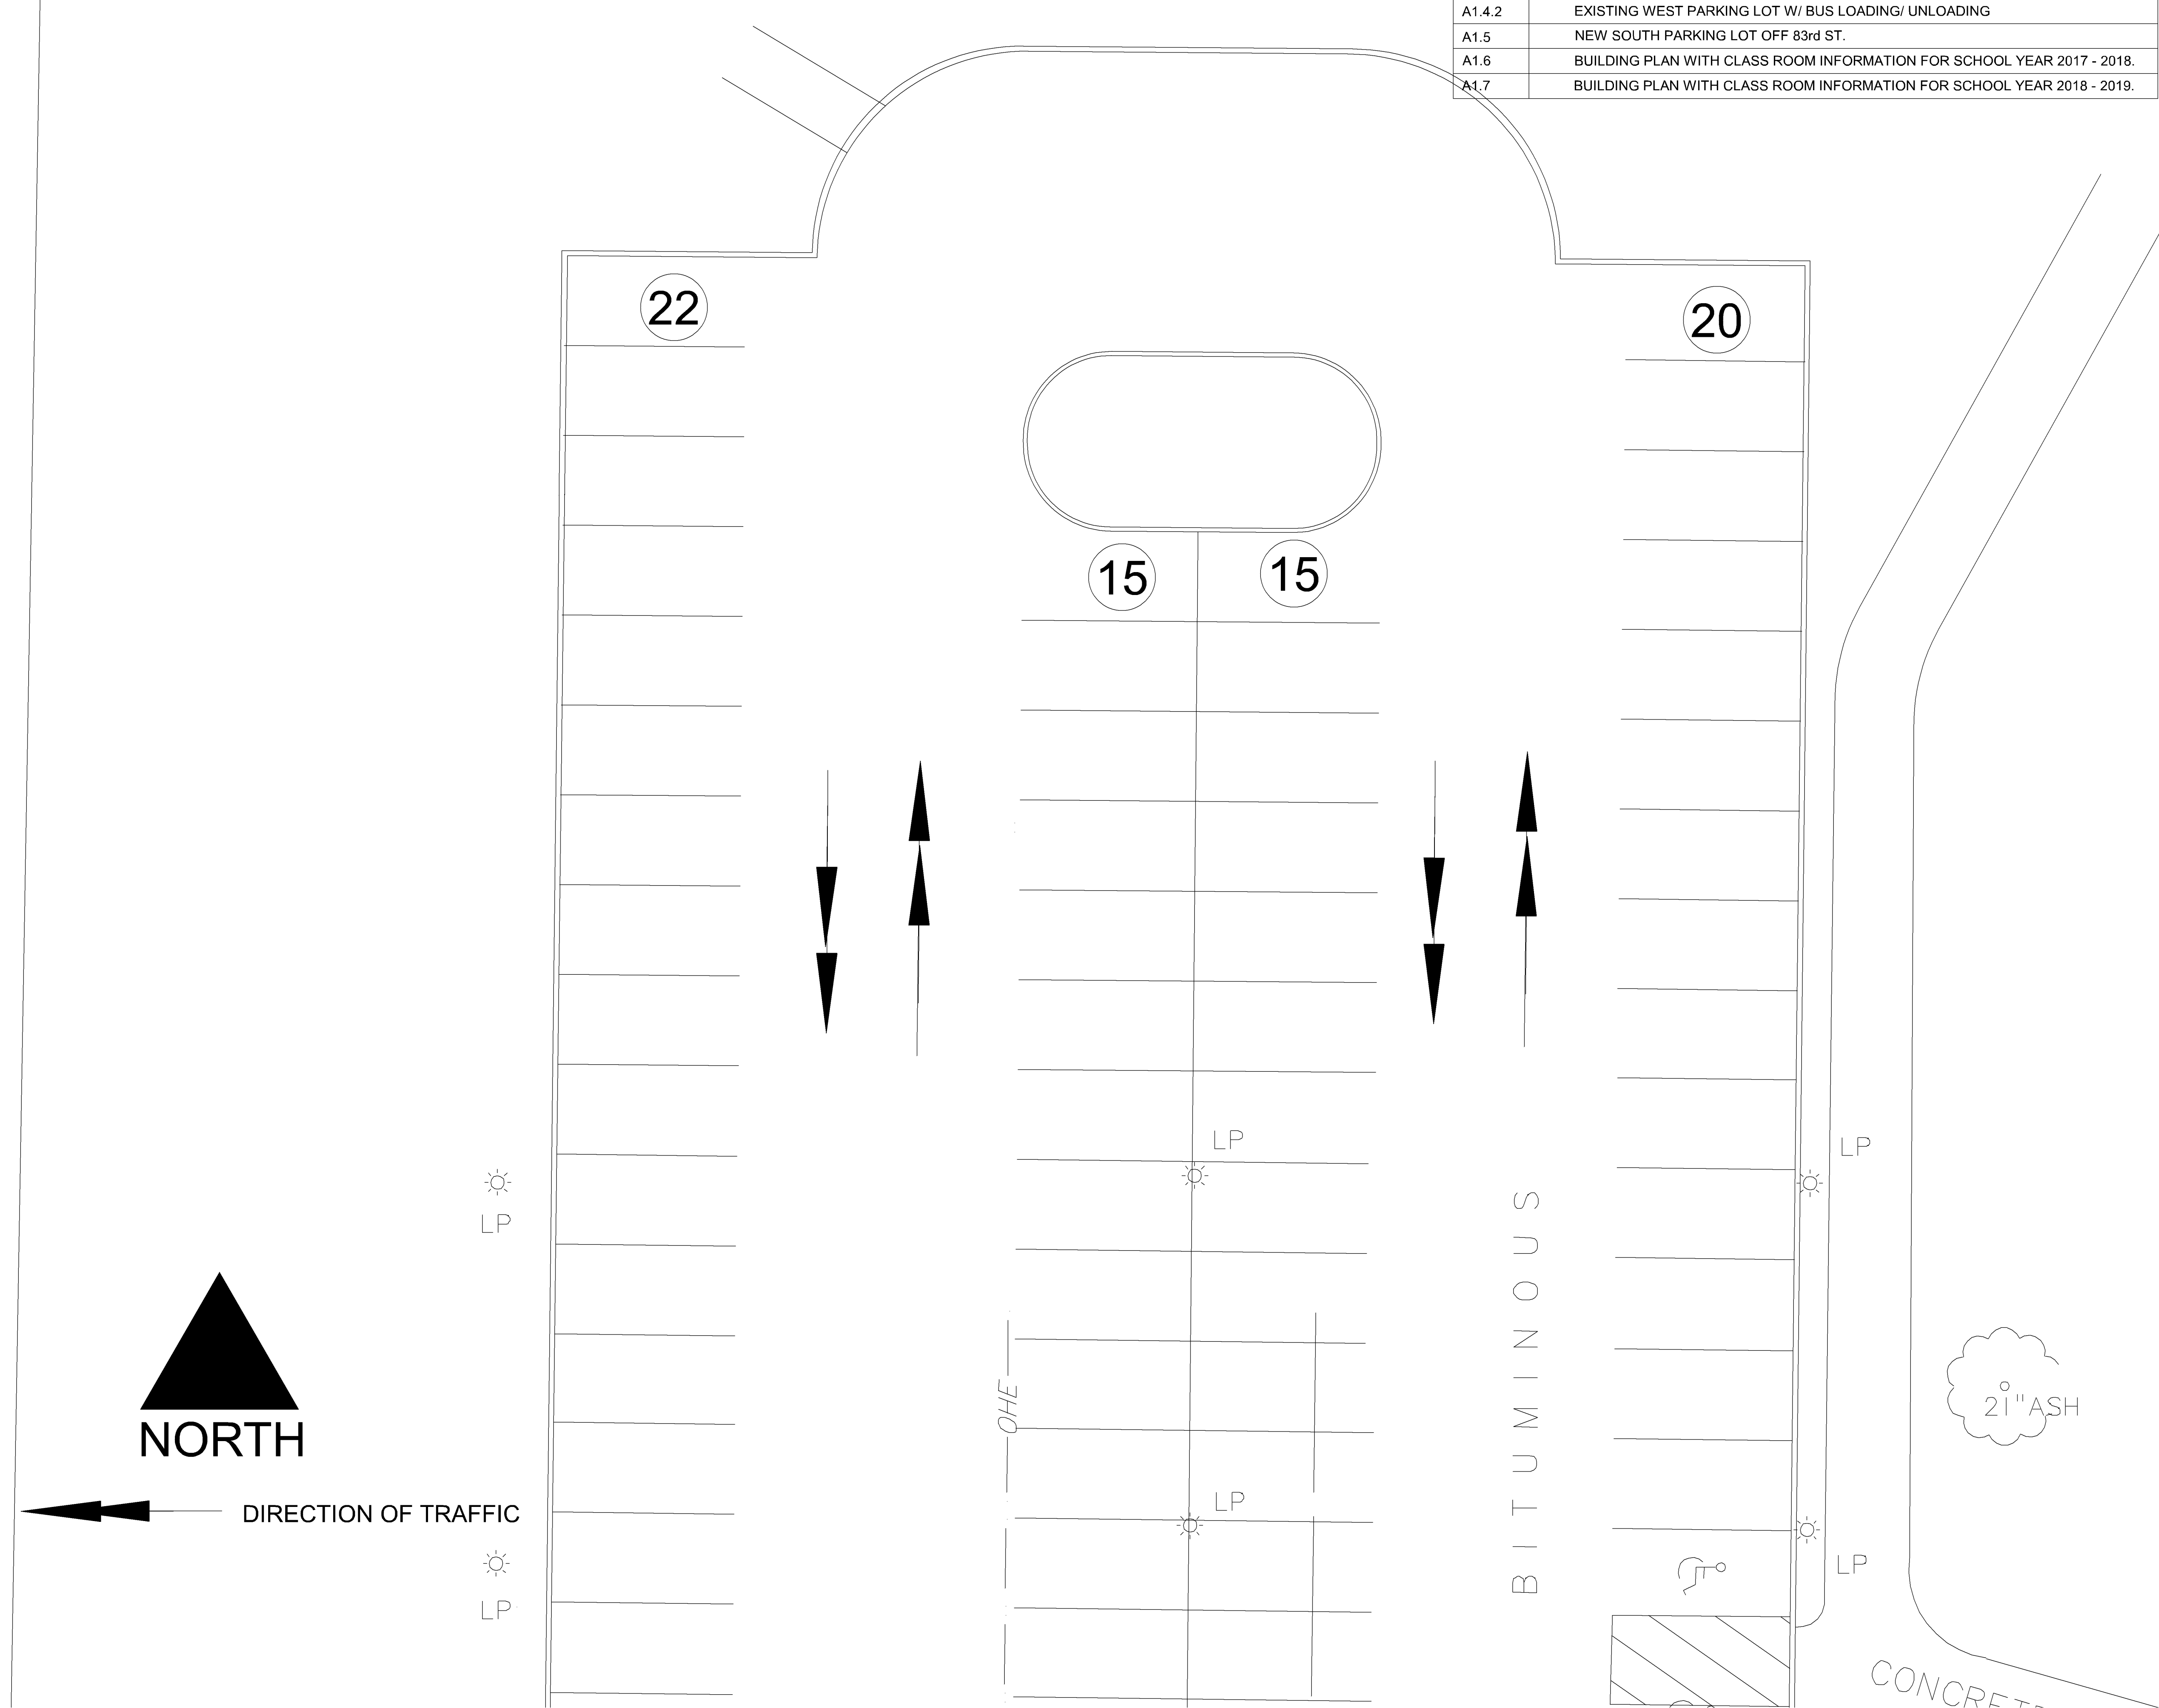 A1.4.2 EXISTING WEST PARKING LOT W/ BUS LOADING/ UNLOADING
A1.5 NEW SOUTH PARKING LOT OFF 83rd ST.
A1.6 BUILDING PLAN WITH CLASS ROOM INFORMATION FOR SCHOOL YEAR 2017 - 2018.
A1.7 BUILDING PLAN WITH CLASS ROOM INFORMATION FOR SCHOOL YEAR 2018 - 2019.
22
20
15
15
LP
LP
LP
BITUMINOUS
OHE
21"ASH
NORTH
DIRECTION OF TRAFFIC
LP
LP
LP